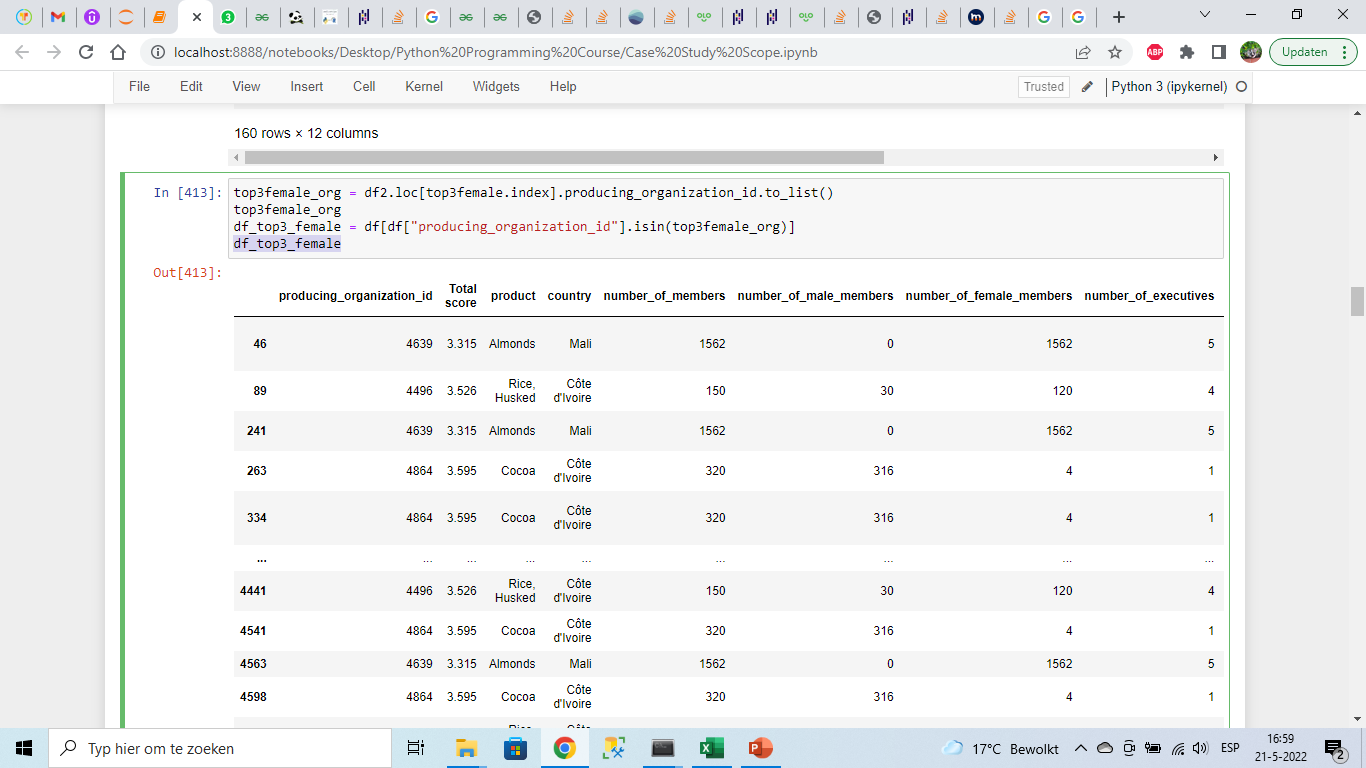 3
localhost:8888/notebooks/Desktop/Python%20Programming%20Course/Case%20Study%20Scope.ipynb
ABP
Updaten
File Edit View Insert Cell Kernel Widgets Help
Trusted
Python 3 (ipykernel)
160 rows × 12 columns
In [413]:
top3female_org = df2.loc[top3female.index].producing_organization_id.to_list()
top3female_org
df_top3_female = df[df["producing_organization_id"].isin(top3female_org)]
df_top3_female
Out[413]:
producing_organization_id Total score product country number_of_members number_of_male_members number_of_female_members number_of_executives
46 4639 3.315 Almonds Mali 1562 0 1562 5
89 4496 3.526 Rice, Husked Côte d'Ivoire 150 30 120 4
241 4639 3.315 Almonds Mali 1562 0 1562 5
263 4864 3.595 Cocoa Côte d'Ivoire 320 316 4 1
334 4864 3.595 Cocoa Côte d'Ivoire 320 316 4 1
... ... ... ... ... ... ... ... ...
4441 4496 3.526 Rice, Husked Côte d'Ivoire 150 30 120 4
4541 4864 3.595 Cocoa Côte d'Ivoire 320 316 4 1
4563 4639 3.315 Almonds Mali 1562 0 1562 5
4598 4864 3.595 Cocoa Côte d'Ivoire 320 316 4 1
Typ hier om te zoeken
17°C Bewolkt
ESP
16:59
21-5-2022
2